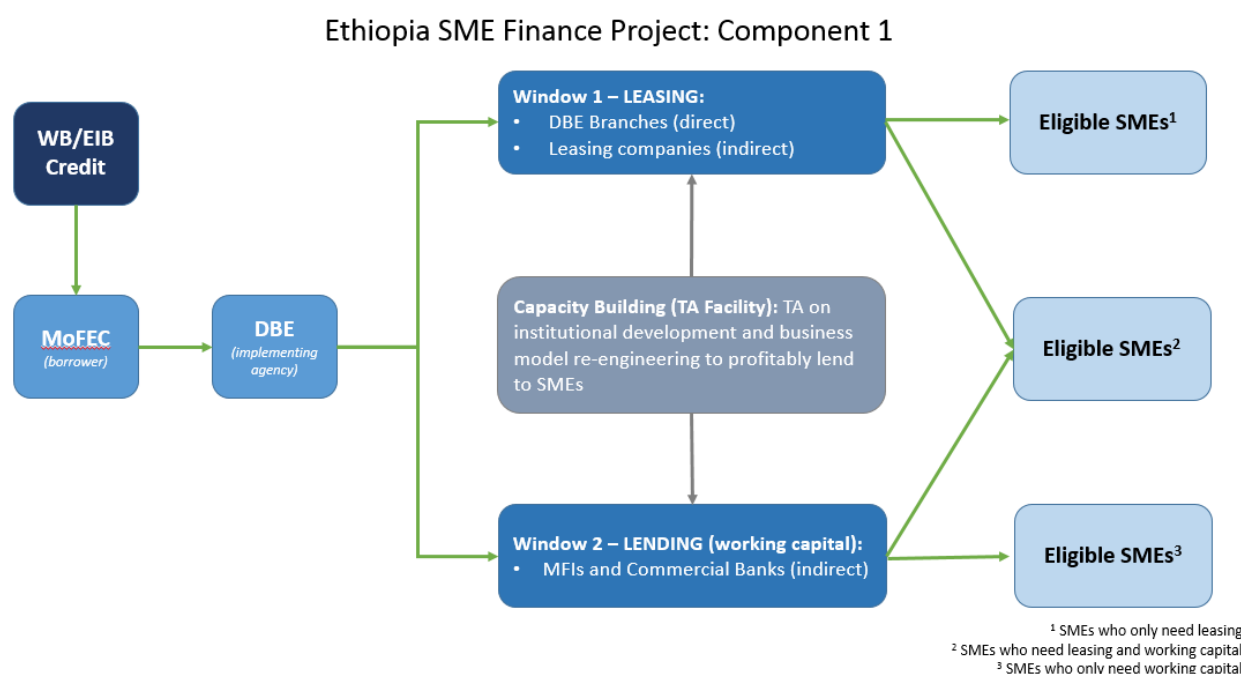 Ethiopia SME Finance Project: Component 1
WB/EIB
Credit
MoFEC
(borrower)
DBE
(implementing
agency)
Window 1 – LEASING:
• DBE Branches (direct)
• Leasing companies (indirect)
Capacity Building (TA Facility): TA on
institutional development and business
model re-engineering to profitably lend
to SMEs
Window 2 – LENDING (working capital):
• MFIs and Commercial Banks (indirect)
Eligible SMEs¹
Eligible SMEs²
Eligible SMEs³
¹ SMEs who only need leasing
² SMEs who need leasing and working capital
³ SMEs who only need working capital